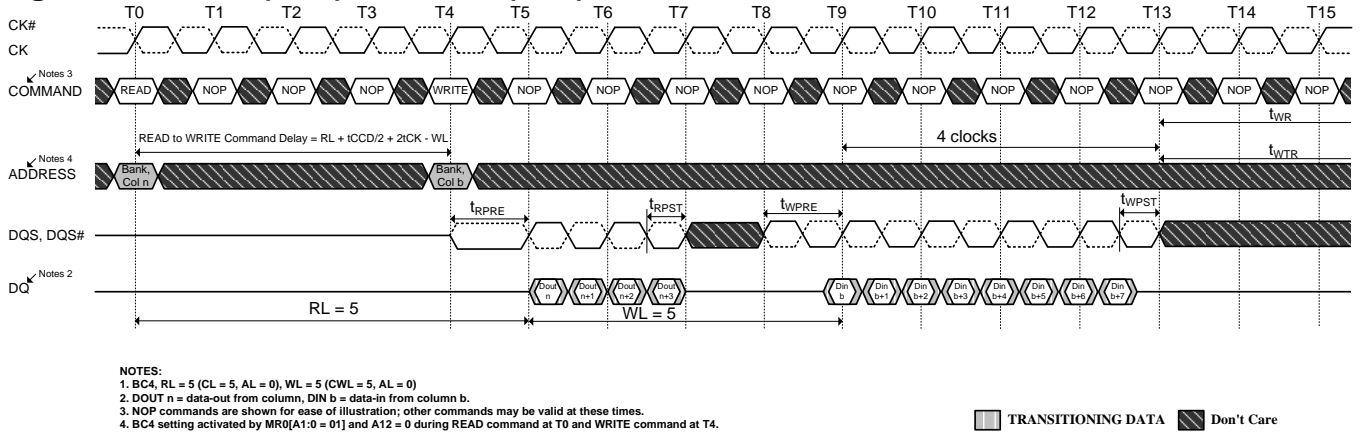 T0 T1 T2 T3 T4 T5 T6 T7 T8 T9 T10 T11 T12 T13 T14 T15
CK#
CK
Notes 3
COMMAND
READ NOP NOP NOP WRITE NOP NOP NOP NOP NOP NOP NOP NOP NOP NOP NOP
tWR
READ to WRITE Command Delay = RL + tCCD/2 + 2tCK - WL
4 clocks
tWTR
Notes 4
ADDRESS
Bank, Col n
Bank, Col b
tRPRE tRPST tWPRE tWPST
DQS, DQS#
Notes 2
DQ
Dout n Dout n+1 Dout n+2 Dout n+3 Din b Din b+1 Din b+2 Din b+3 Din b+4 Din b+5 Din b+6 Din b+7
RL = 5 WL = 5
NOTES:
1. BC4, RL = 5 (CL = 5, AL = 0), WL = 5 (CWL = 5, AL = 0)
2. DOUT n = data-out from column, DIN b = data-in from column b.
3. NOP commands are shown for ease of illustration; other commands may be valid at these times.
4. BC4 setting activated by MR0[A1:0 = 01] and A12 = 0 during READ command at T0 and WRITE command at T4.
TRANSITIONING DATA Don't Care